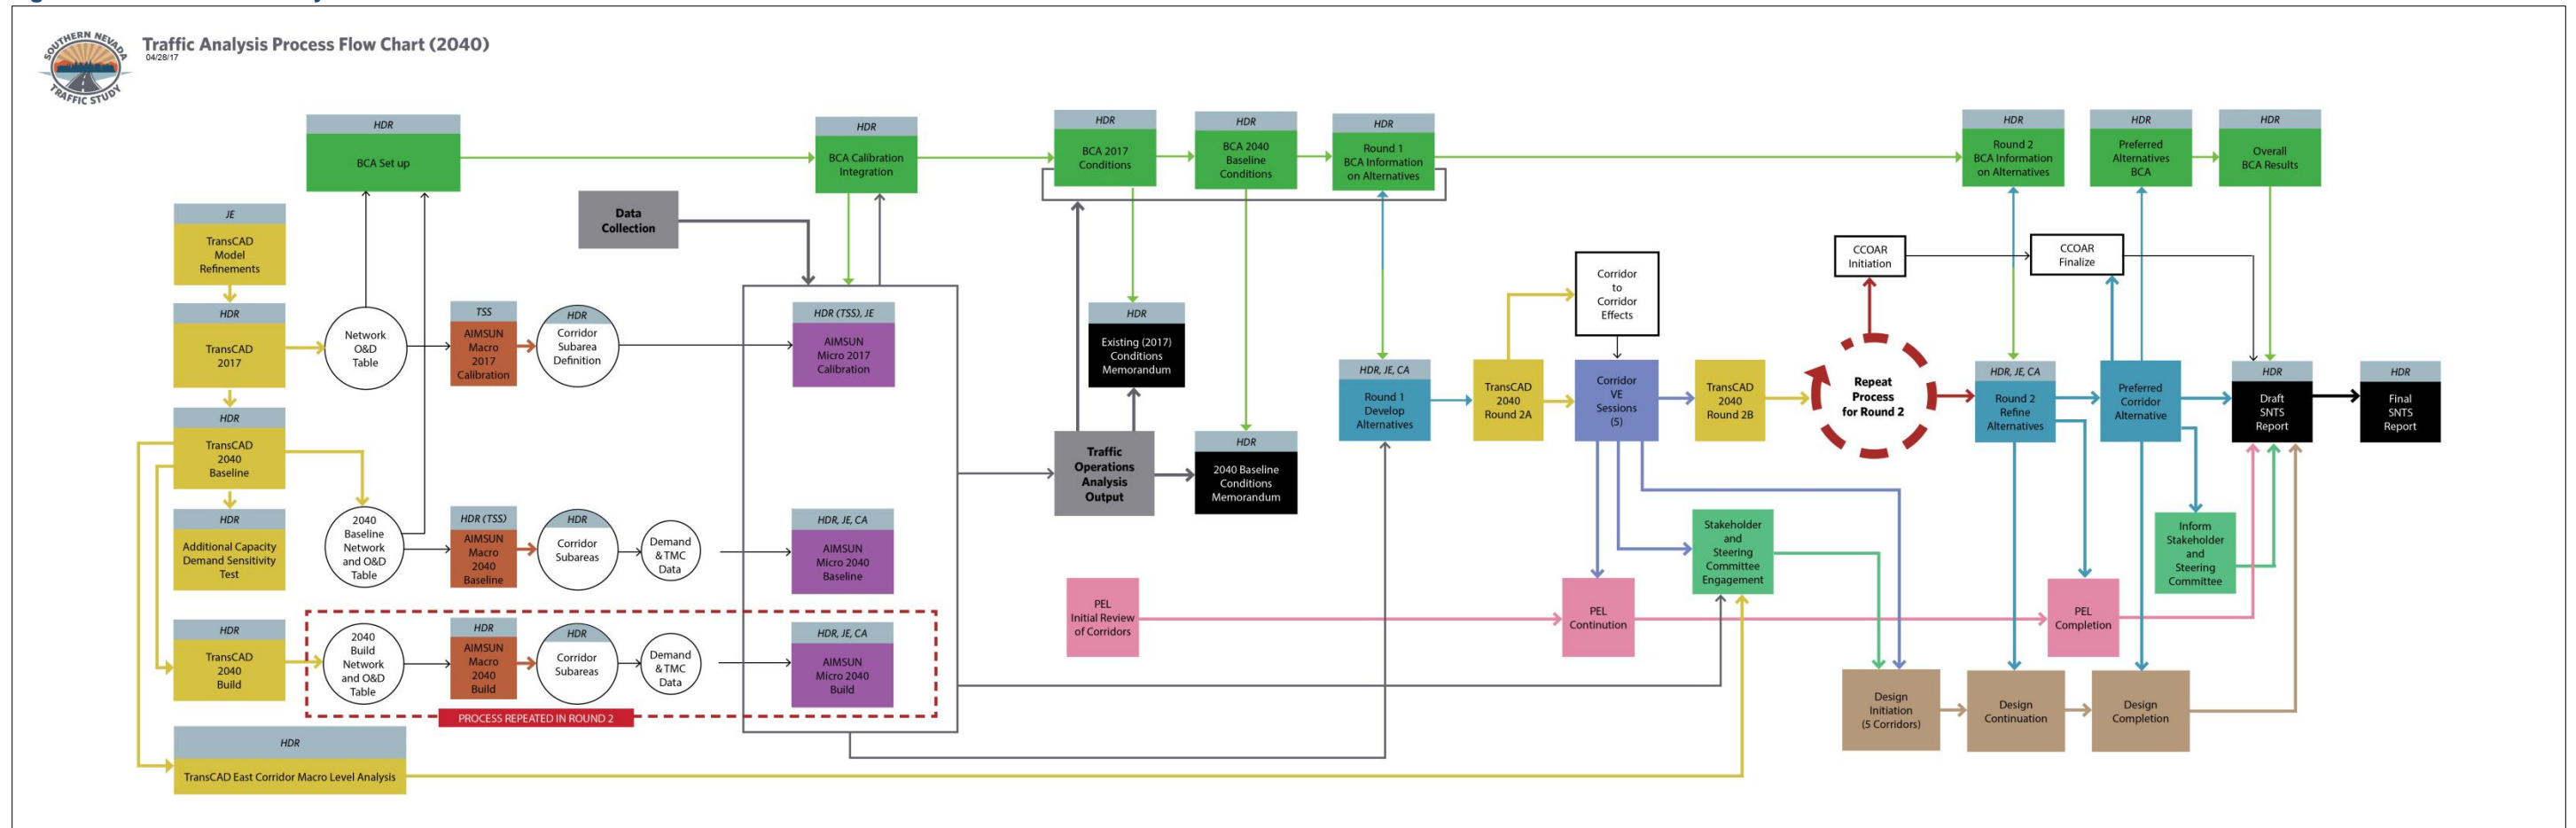 SOUTHERN NEVADA
TRAFFIC STUDY
Traffic Analysis Process Flow Chart (2040)
04/28/17
HDR
BCA Set up
HDR
BCA Calibration
Integration
HDR
BCA 2017
Conditions
HDR
BCA 2040
Baseline
Conditions
HDR
Round 1
BCA Information
on Alternatives
HDR
Round 2
BCA Information
on Alternatives
HDR
Preferred
Alternatives
BCA
HDR
Overall
BCA Results
Data
Collection
JE
TransCAD
Model
Refinements
CCOAR
Initiation
CCOAR
Finalize
Corridor
to
Corridor
Effects
HDR
TransCAD
2017
Network
O&D
Table
TSS
AIMSUN
Macro
2017
Calibration
HDR
Corridor
Subarea
Definition
HDR (TSS), JE
AIMSUN
Micro 2017
Calibration
HDR
Existing (2017)
Conditions
Memorandum
HDR, JE, CA
Round 1
Develop
Alternatives
TransCAD
2040
Round 2A
Corridor
VE
Sessions
(5)
TransCAD
2040
Round 2B
Repeat
Process
for Round 2
HDR, JE, CA
Round 2
Refine
Alternatives
Preferred
Corridor
Alternative
HDR
Draft
SNTS
Report
HDR
Final
SNTS
Report
HDR
TransCAD
2040
Baseline
Traffic
Operations
Analysis
Output
HDR
2040 Baseline
Conditions
Memorandum
HDR
Additional Capacity
Demand Sensitivity
Test
2040
Baseline
Network
and O&D
Table
HDR (TSS)
AIMSUN
Macro
2040
Baseline
HDR
Corridor
Subareas
Demand
& TMC
Data
HDR, JE, CA
AIMSUN
Micro 2040
Baseline
Stakeholder
and
Steering
Committee
Engagement
Inform
Stakeholder
and
Steering
Committee
PEL
Initial Review
of Corridors
PEL
Continution
PEL
Completion
HDR
TransCAD
2040
Build
2040
Build
Network
and O&D
Table
HDR
AIMSUN
Macro
2040
Build
HDR
Corridor
Subareas
Demand
& TMC
Data
HDR, JE, CA
AIMSUN
Micro 2040
Build
PROCESS REPEATED IN ROUND 2
Design
Initiation
(5 Corridors)
Design
Continuation
Design
Completion
HDR
TransCAD East Corridor Macro Level Analysis